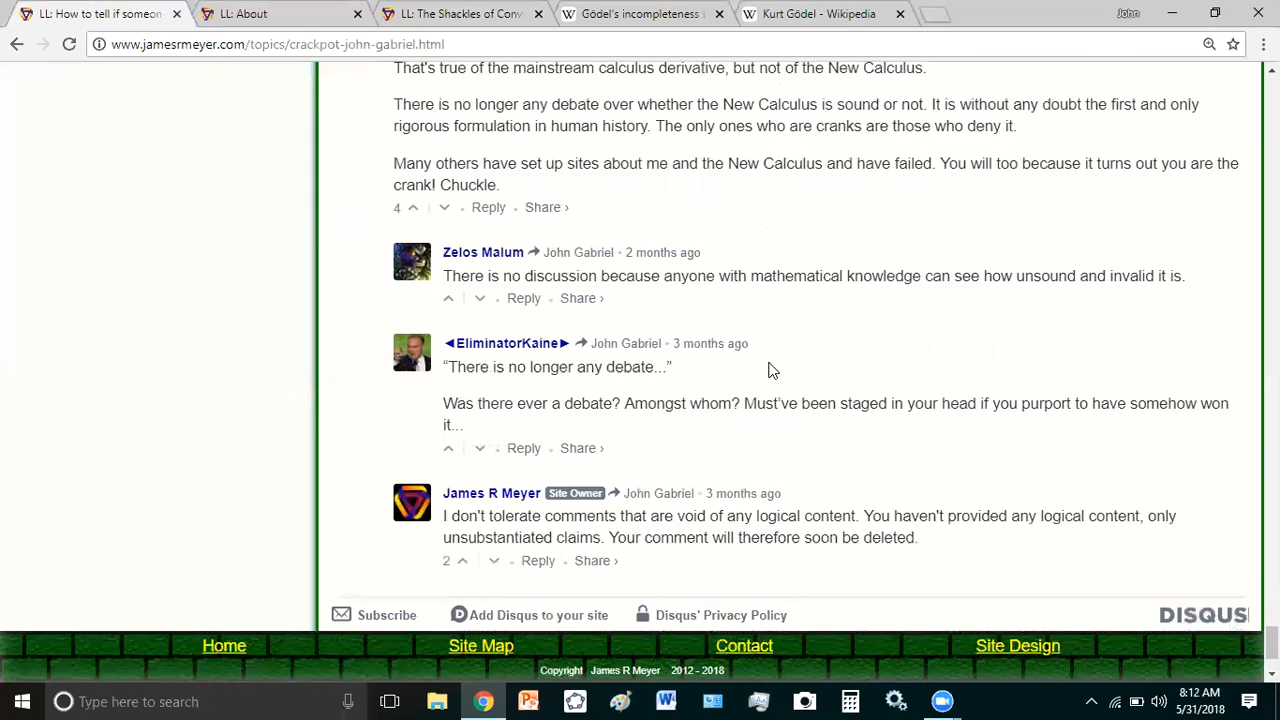 LL: How to tell if someon
LL: About
LL: The Shackles of Conv
Gödel's incompleteness
Kurt Gödel - Wikipedia
John
www.jamesrmeyer.com/topics/crackpot-john-gabriel.html
That's true of the mainstream calculus derivative, but not of the New Calculus.
There is no longer any debate over whether the New Calculus is sound or not. It is without any doubt the first and only
rigorous formulation in human history. The only ones who are cranks are those who deny it.
Many others have set up sites about me and the New Calculus and have failed. You will too because it turns out you are the
crank! Chuckle.
4 Reply Share ›
Zelos Malum John Gabriel • 2 months ago
There is no discussion because anyone with mathematical knowledge can see how unsound and invalid it is.
Reply Share ›
◄EliminatorKaine► John Gabriel • 3 months ago
“There is no longer any debate...”
Was there ever a debate? Amongst whom? Must’ve been staged in your head if you purport to have somehow won
it...
Reply Share ›
James R Meyer Site Owner John Gabriel • 3 months ago
I don't tolerate comments that are void of any logical content. You haven't provided any logical content, only
unsubstantiated claims. Your comment will therefore soon be deleted.
2 Reply Share ›
Subscribe Add Disqus to your site Disqus' Privacy Policy DISQUS
Home Site Map Contact Site Design
Copyright James R Meyer 2012 - 2018
Type here to search
8:12 AM
5/31/2018